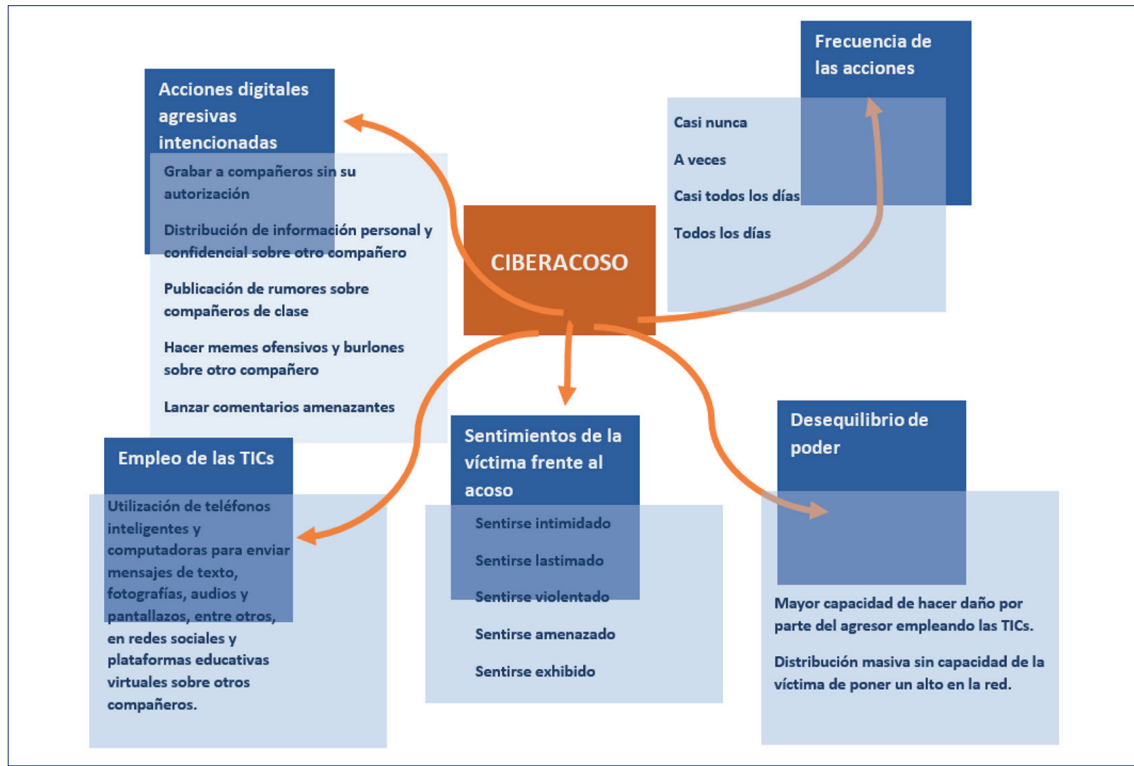 Acciones digitales
agresivas
intencionadas
Grabar a compañeros sin su
autorización
Distribución de información personal y
confidencial sobre otro compañero
Publicación de rumores sobre
compañeros de clase
Hacer memes ofensivos y burlones
sobre otro compañero
Lanzar comentarios amenazantes
Frecuencia de
las acciones
Casi nunca
A veces
Casi todos los días
Todos los días
CIBERACOSO
Empleo de las TICs
Utilización de teléfonos
inteligentes y
computadoras para enviar
mensajes de texto,
fotografías, audios y
pantallazos, entre otros,
en redes sociales y
plataformas educativas
virtuales sobre otros
compañeros.
Sentimientos de la
víctima frente al
acoso
Sentirse intimidado
Sentirse lastimado
Sentirse violentado
Sentirse amenazado
Sentirse exhibido
Desequilibrio de
poder
Mayor capacidad de hacer daño por
parte del agresor empleando las TICs.
Distribución masiva sin capacidad de la
víctima de poner un alto en la red.